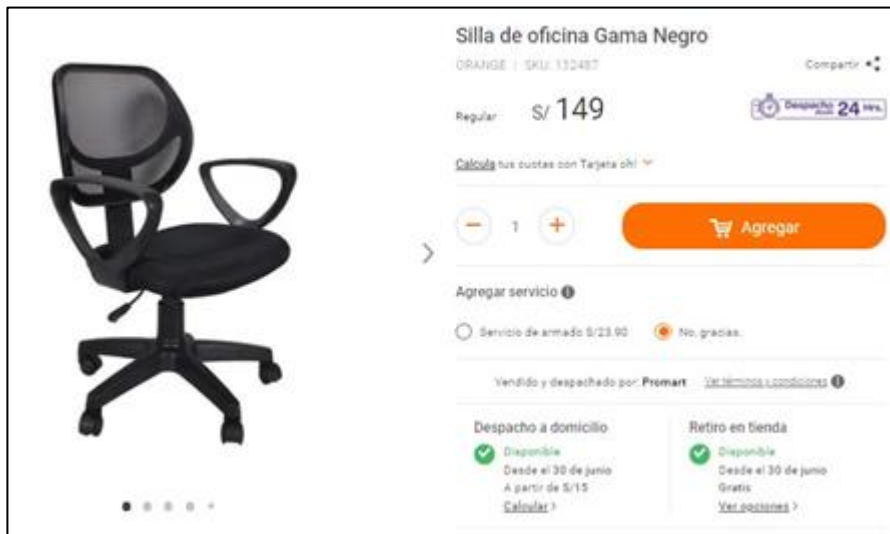 Silla de oficina Gama Negro
ORANGE | SKU: 132487
Compartir
Regular S/ 149
Despacho desde 24 Hrs.
Calcula tus cuotas con Tarjeta oh!
1
Agregar
Agregar servicio
Servicio de armado S/23.90
No, gracias.
Vendido y despachado por: Promart
Ver términos y condiciones
Despacho a domicilio
Disponible
Desde el 30 de junio
A partir de S/15
Calcular >
Retiro en tienda
Disponible
Desde el 30 de junio
Gratis
Ver opciones >